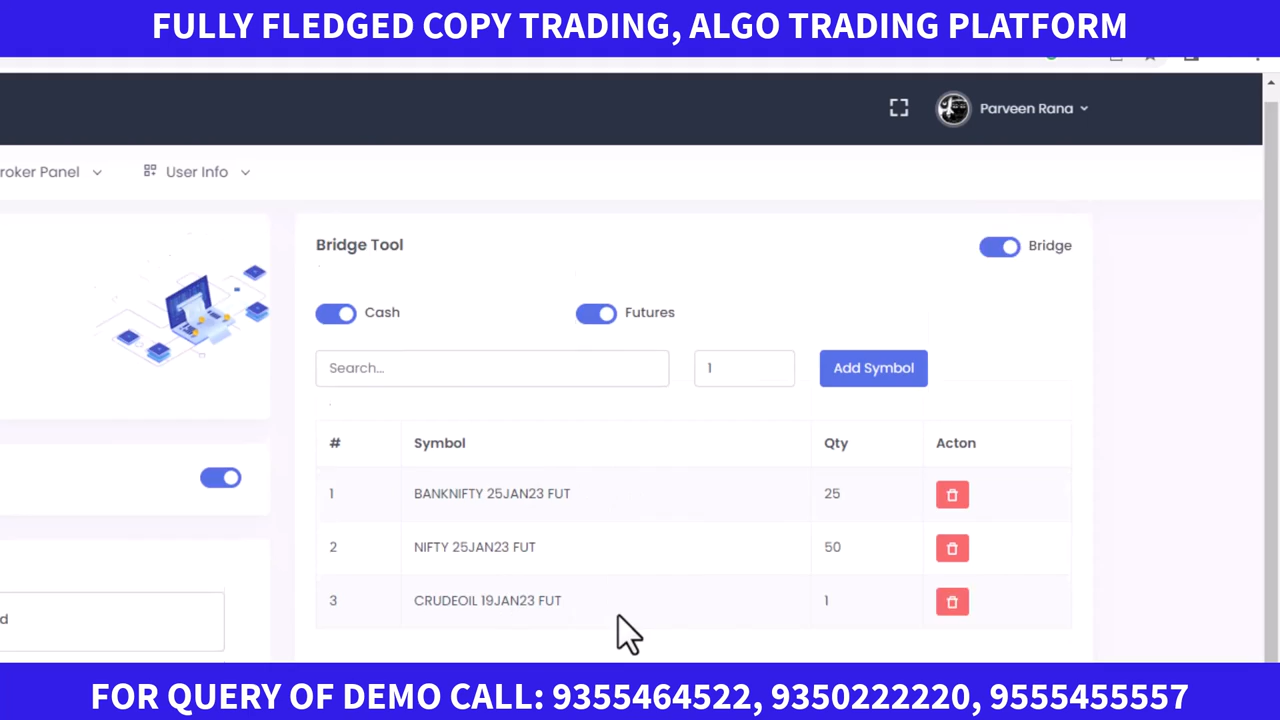 FULLY FLEDGED COPY TRADING, ALGO TRADING PLATFORM
Parveen Rana
roker Panel User Info
Bridge Tool Bridge
Cash Futures
Search... 1 Add Symbol
# Symbol Qty Acton
1 BANKNIFTY 25JAN23 FUT 25
2 NIFTY 25JAN23 FUT 50
3 CRUDEOIL 19JAN23 FUT 1
d
FOR QUERY OF DEMO CALL: 9355464522, 9350222220, 9555455557